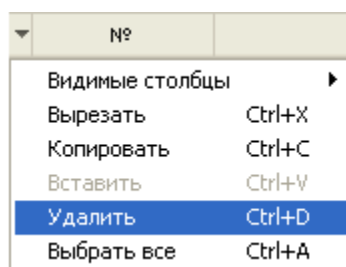 №
Видимые столбцы
Вырезать Ctrl+X
Копировать Ctrl+C
Вставить Ctrl+V
Удалить Ctrl+D
Выбрать все Ctrl+A